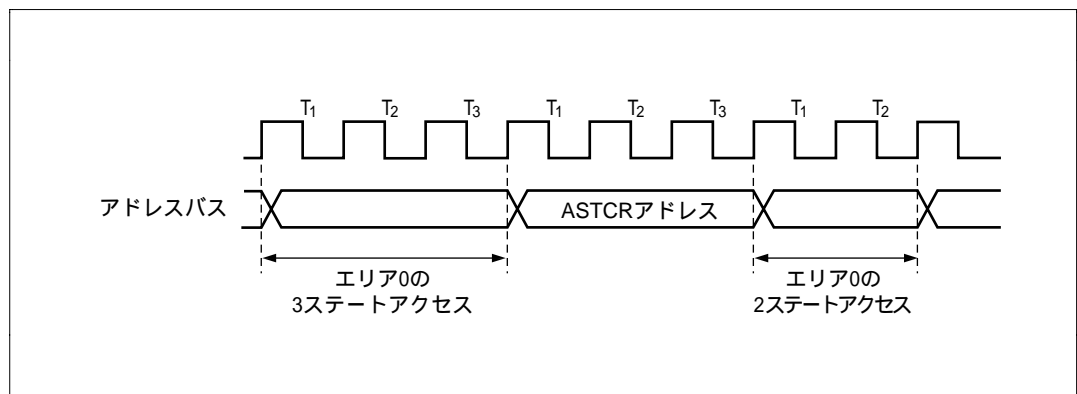 T1 T2 T3 T1 T2 T3 T1 T2
アドレスバス
ASTCRアドレス
エリア0の
3ステートアクセス
エリア0の
2ステートアクセス